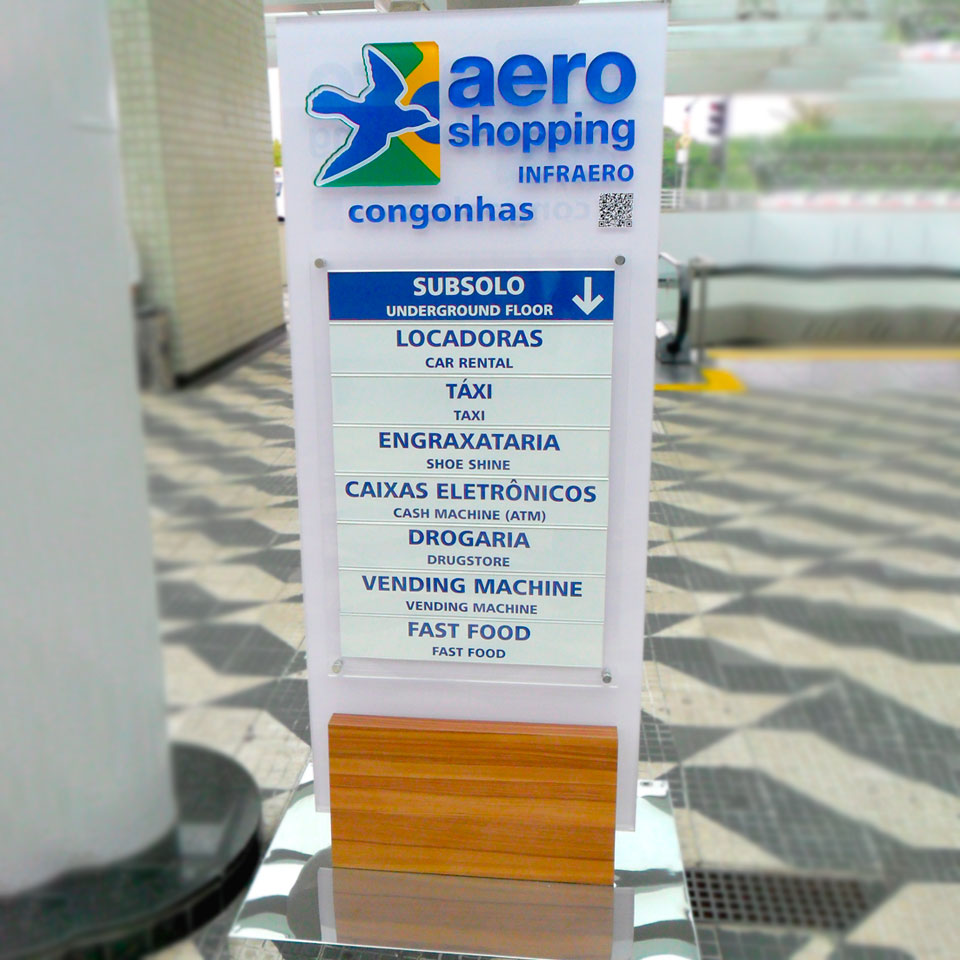 aero
shopping
INFRAERO
congonhas
SUBSOLO
UNDERGROUND FLOOR
LOCADORAS
CAR RENTAL
TÁXI
TAXI
ENGRAXATARIA
SHOE SHINE
CAIXAS ELETRÔNICOS
CASH MACHINE (ATM)
DROGARIA
DRUGSTORE
VENDING MACHINE
VENDING MACHINE
FAST FOOD
FAST FOOD